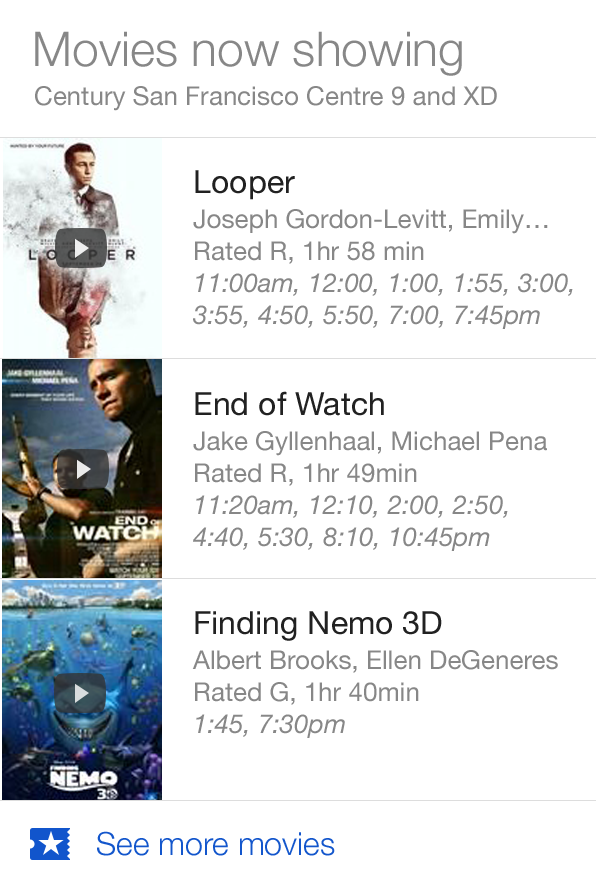 Movies now showing
Century San Francisco Centre 9 and XD
HUNTED BY YOUR FUTURE
LOOPER
Looper
Joseph Gordon-Levitt, Emily…
Rated R, 1hr 58 min
11:00am, 12:00, 1:00, 1:55, 3:00,
3:55, 4:50, 5:50, 7:00, 7:45pm
JAKE GYLLENHAAL
MICHAEL PEÑA
END OF
WATCH
End of Watch
Jake Gyllenhaal, Michael Pena
Rated R, 1hr 49min
11:20am, 12:10, 2:00, 2:50,
4:40, 5:30, 8:10, 10:45pm
FINDING
NEMO
3D
Finding Nemo 3D
Albert Brooks, Ellen DeGeneres
Rated G, 1hr 40min
1:45, 7:30pm
See more movies